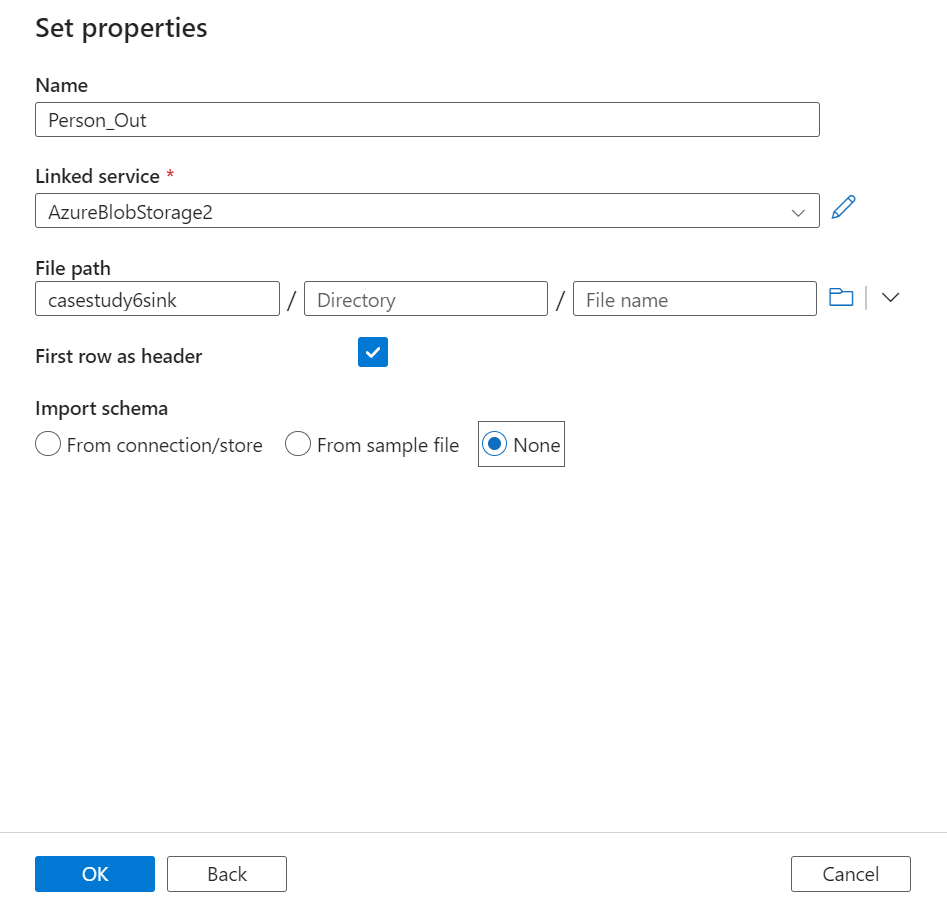 Set properties
Name
Person_Out
Linked service *
AzureBlobStorage2
File path
casestudy6sink / Directory / File name
First row as header
Import schema
From connection/store From sample file None
OK Back Cancel